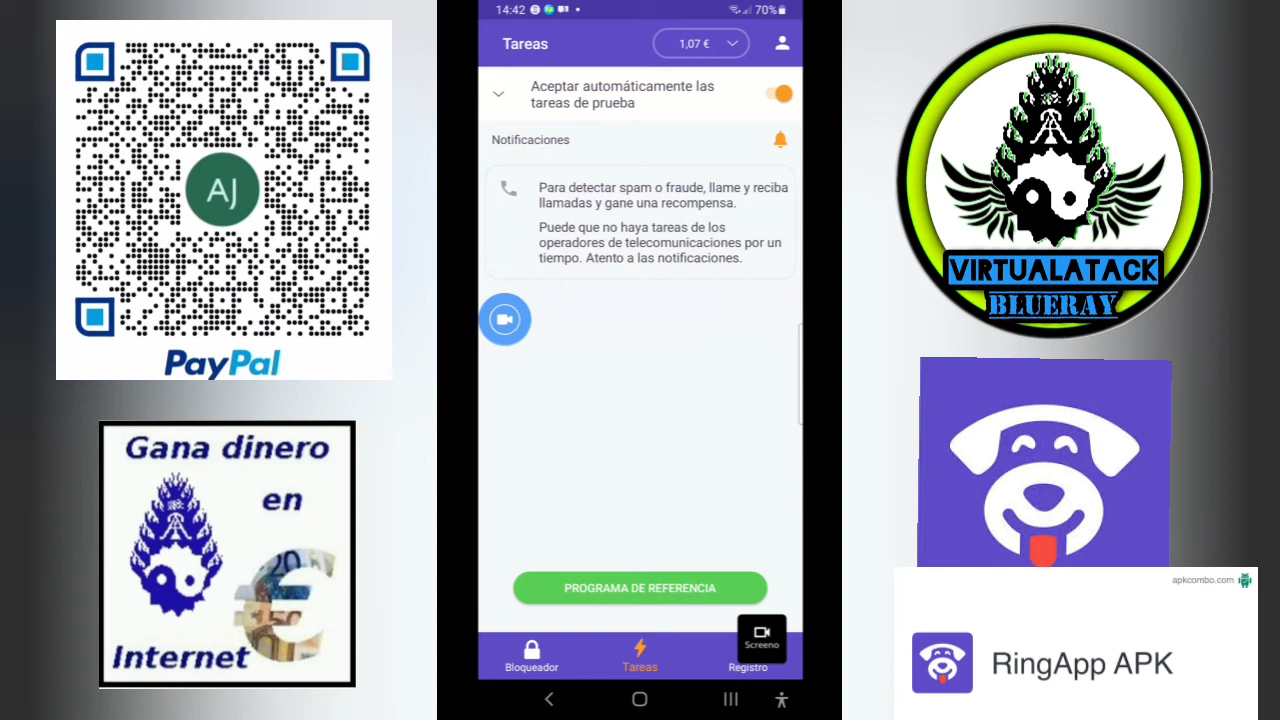 AJ
PayPal
Gana dinero
en
Internet
14:42
70%
Tareas
1,07 €
Aceptar automáticamente las
tareas de prueba
Notificaciones
Para detectar spam o fraude, llame y reciba
llamadas y gane una recompensa.
Puede que no haya tareas de los
operadores de telecomunicaciones por un
tiempo. Atento a las notificaciones.
PROGRAMA DE REFERENCIA
Screeno
Bloqueador
Tareas
Registro
VIRTUALATACK
BLUERAY
apkcombo.com
RingApp APK